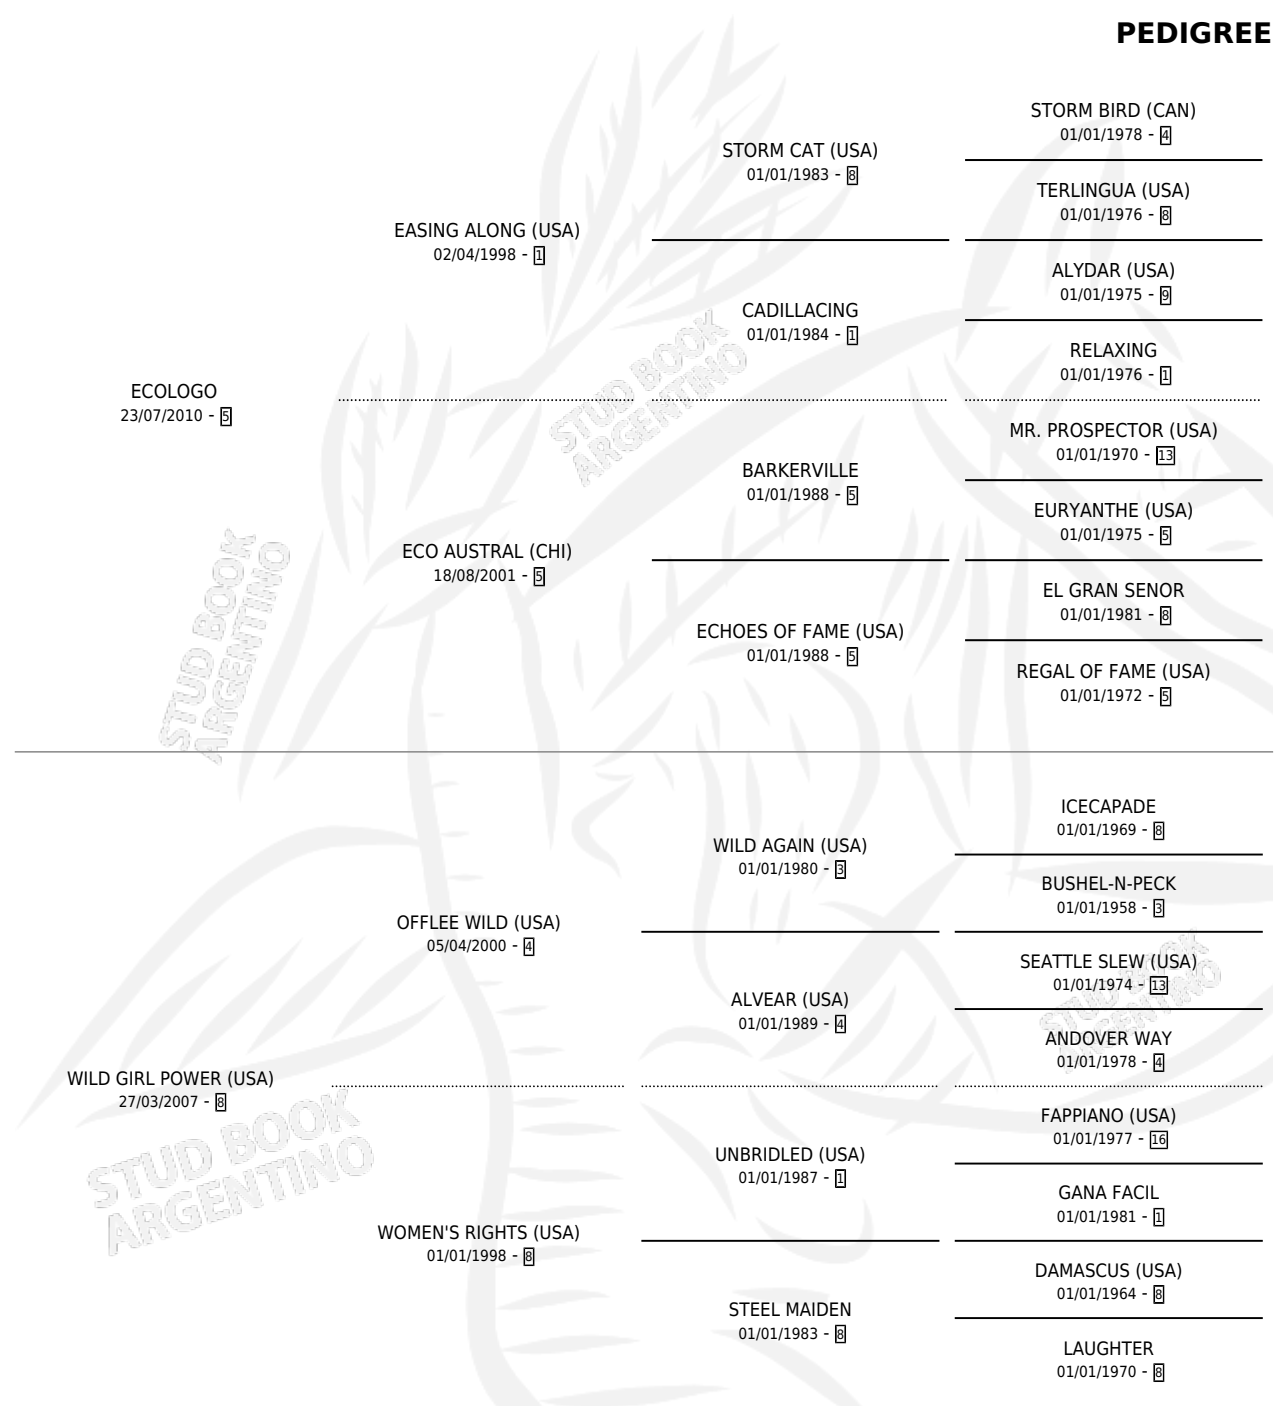 PEDIGREE
STORM BIRD (CAN)
01/01/1978 - 4
STORM CAT (USA)
01/01/1983 - 8
TERLINGUA (USA)
01/01/1976 - 8
EASING ALONG (USA)
02/04/1998 - 1
ALYDAR (USA)
01/01/1975 - 9
CADILLACING
01/01/1984 - 1
RELAXING
01/01/1976 - 1
ECOLOGO
23/07/2010 - 5
MR. PROSPECTOR (USA)
01/01/1970 - 13
BARKERVILLE
01/01/1988 - 5
EURYANTHE (USA)
01/01/1975 - 5
ECO AUSTRAL (CHI)
18/08/2001 - 5
EL GRAN SENOR
01/01/1981 - 8
ECHOES OF FAME (USA)
01/01/1988 - 5
REGAL OF FAME (USA)
01/01/1972 - 5
ICECAPADE
01/01/1969 - 8
WILD AGAIN (USA)
01/01/1980 - 3
BUSHEL-N-PECK
01/01/1958 - 3
OFFLEE WILD (USA)
05/04/2000 - 4
SEATTLE SLEW (USA)
01/01/1974 - 13
ALVEAR (USA)
01/01/1989 - 4
ANDOVER WAY
01/01/1978 - 4
WILD GIRL POWER (USA)
27/03/2007 - 8
FAPPIANO (USA)
01/01/1977 - 16
UNBRIDLED (USA)
01/01/1987 - 1
GANA FACIL
01/01/1981 - 1
WOMEN'S RIGHTS (USA)
01/01/1998 - 8
DAMASCUS (USA)
01/01/1964 - 8
STEEL MAIDEN
01/01/1983 - 8
LAUGHTER
01/01/1970 - 8
STUD BOOK
ARGENTINO
STUD BOOK
ARGENTINO
STUD BOOK
ARGENTINO
STUD BOOK
ARGENTINO